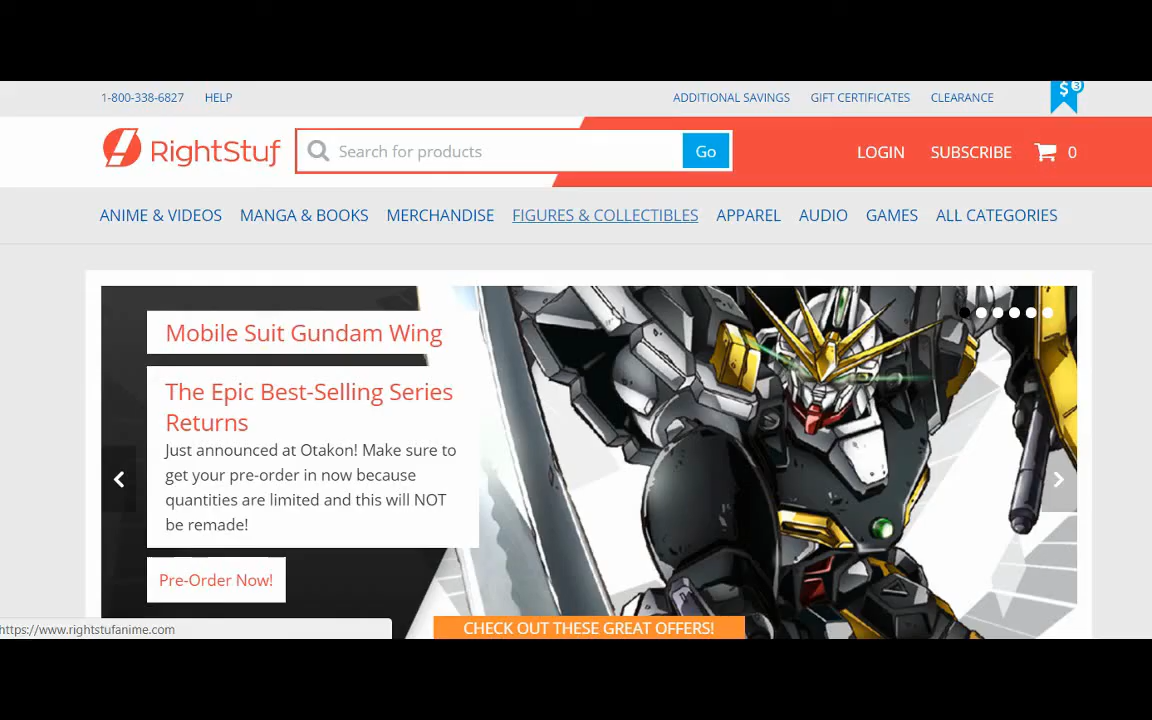 1-800-338-6827 HELP ADDITIONAL SAVINGS GIFT CERTIFICATES CLEARANCE $ 3
RightStuf Search for products Go LOGIN SUBSCRIBE 0
ANIME & VIDEOS MANGA & BOOKS MERCHANDISE FIGURES & COLLECTIBLES APPAREL AUDIO GAMES ALL CATEGORIES
Mobile Suit Gundam Wing
The Epic Best-Selling Series
Returns
Just announced at Otakon! Make sure to
get your pre-order in now because
quantities are limited and this will NOT
be remade!
Pre-Order Now!
CHECK OUT THESE GREAT OFFERS!
https://www.rightstufanime.com